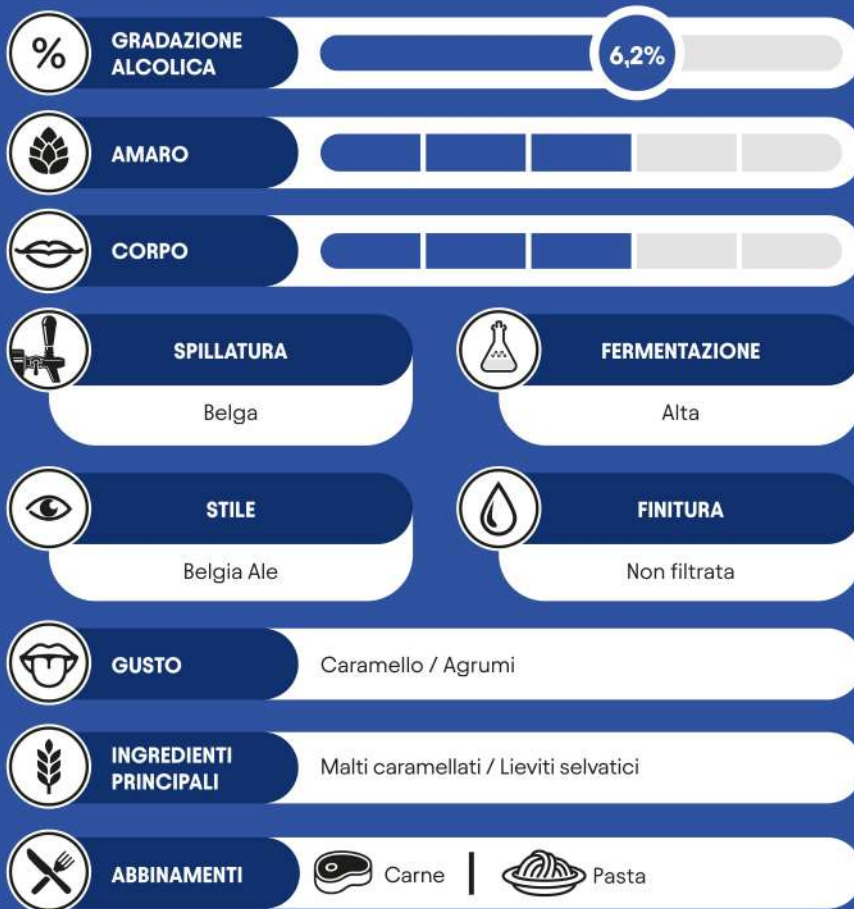 %
GRADAZIONE
ALCOLICA
6,2%
AMARO
CORPO
SPILLATURA
FERMENTAZIONE
Belga
Alta
STILE
FINITURA
Belgia Ale
Non filtrata
GUSTO
Caramello / Agrumi
INGREDIENTI
PRINCIPALI
Malti caramellati / Lieviti selvatici
ABBINAMENTI
Carne
Pasta